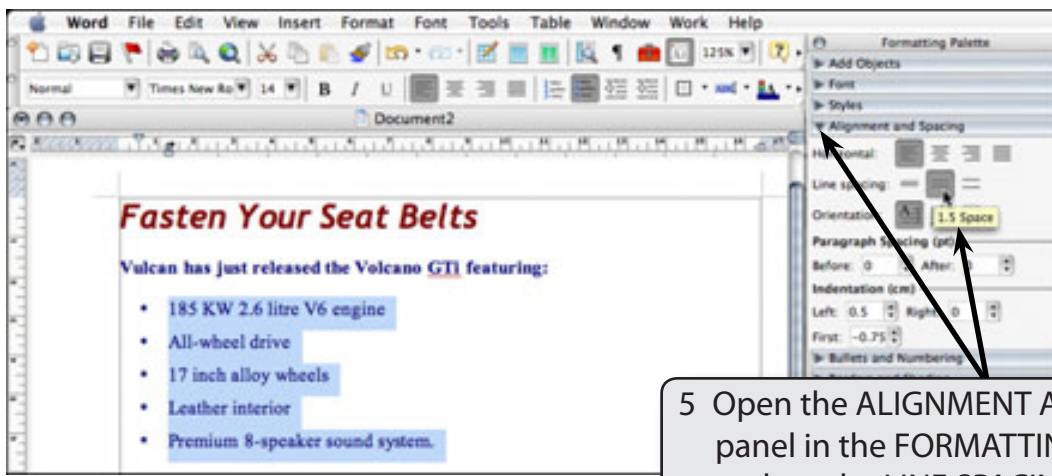 Word File Edit View Insert Format Font Tools Table Window Work Help
125%
Formatting Palette
Add Objects
Normal Times New Ro 14 B I U
Font
Styles
Document2
Alignment and Spacing
Horizontal:
Line spacing:
Orientation:
1.5 Space
Fasten Your Seat Belts
Paragraph Spacing (pt)
Vulcan has just released the Volcano GTi featuring:
Before: 0 After:
Indentation (cm)
• 185 KW 2.6 litre V6 engine
Left: 0.5 Right: 0
• All-wheel drive
First: -0.75
• 17 inch alloy wheels
Bullets and Numbering
• Leather interior
• Premium 8-speaker sound system.
5 Open the ALIGNMENT A
panel in the FORMATTIN